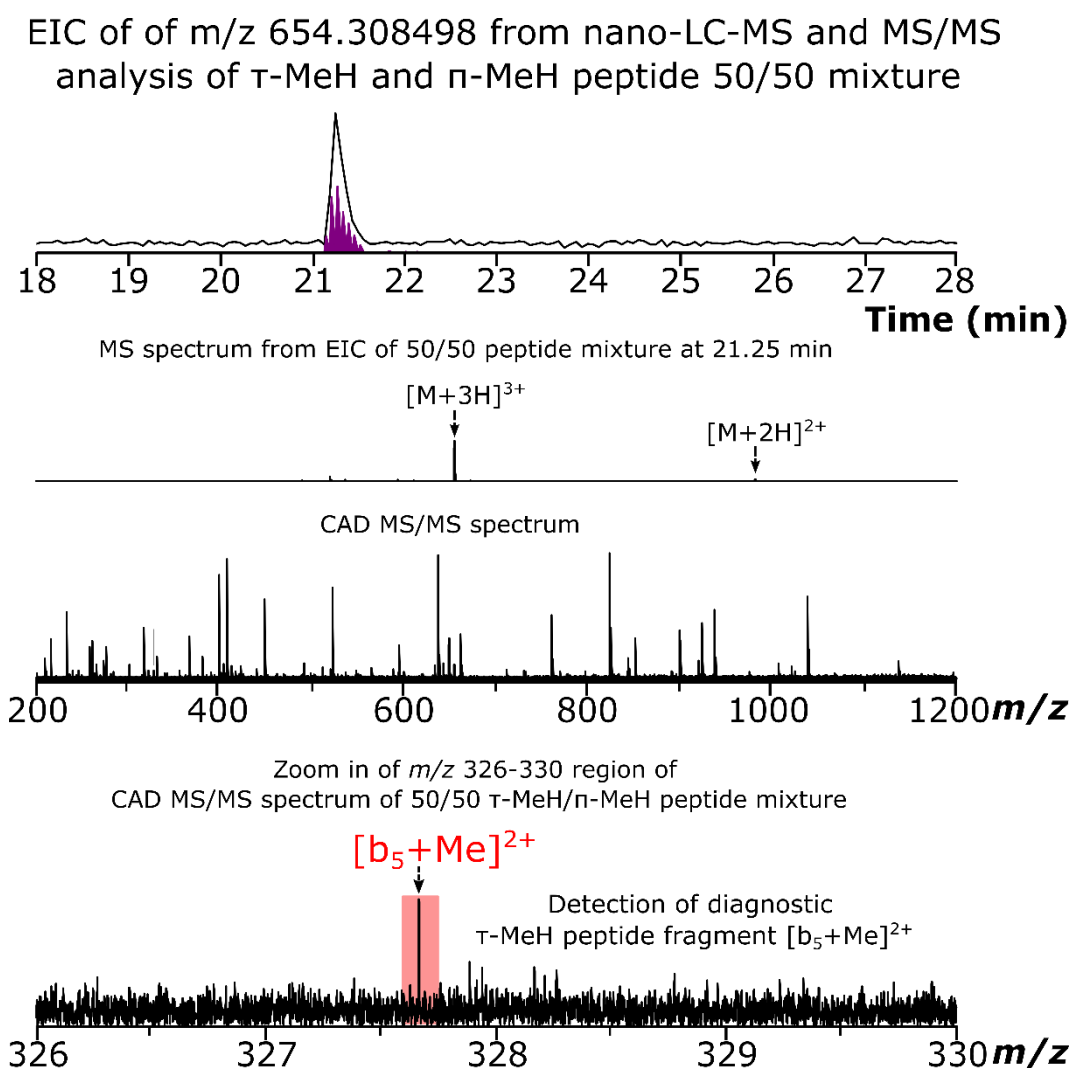 EIC of of m/z 654.308498 from nano-LC-MS and MS/MS
analysis of τ-MeH and π-MeH peptide 50/50 mixture
18 19 20 21 22 23 24 25 26 27 28
Time (min)
MS spectrum from EIC of 50/50 peptide mixture at 21.25 min
[M+3H]³⁺
[M+2H]²⁺
CAD MS/MS spectrum
200 400 600 800 1000 1200 m/z
Zoom in of m/z 326-330 region of
CAD MS/MS spectrum of 50/50 τ-MeH/π-MeH peptide mixture
[b₅+Me]²⁺
Detection of diagnostic
τ-MeH peptide fragment [b₅+Me]²⁺
326 327 328 329 330 m/z